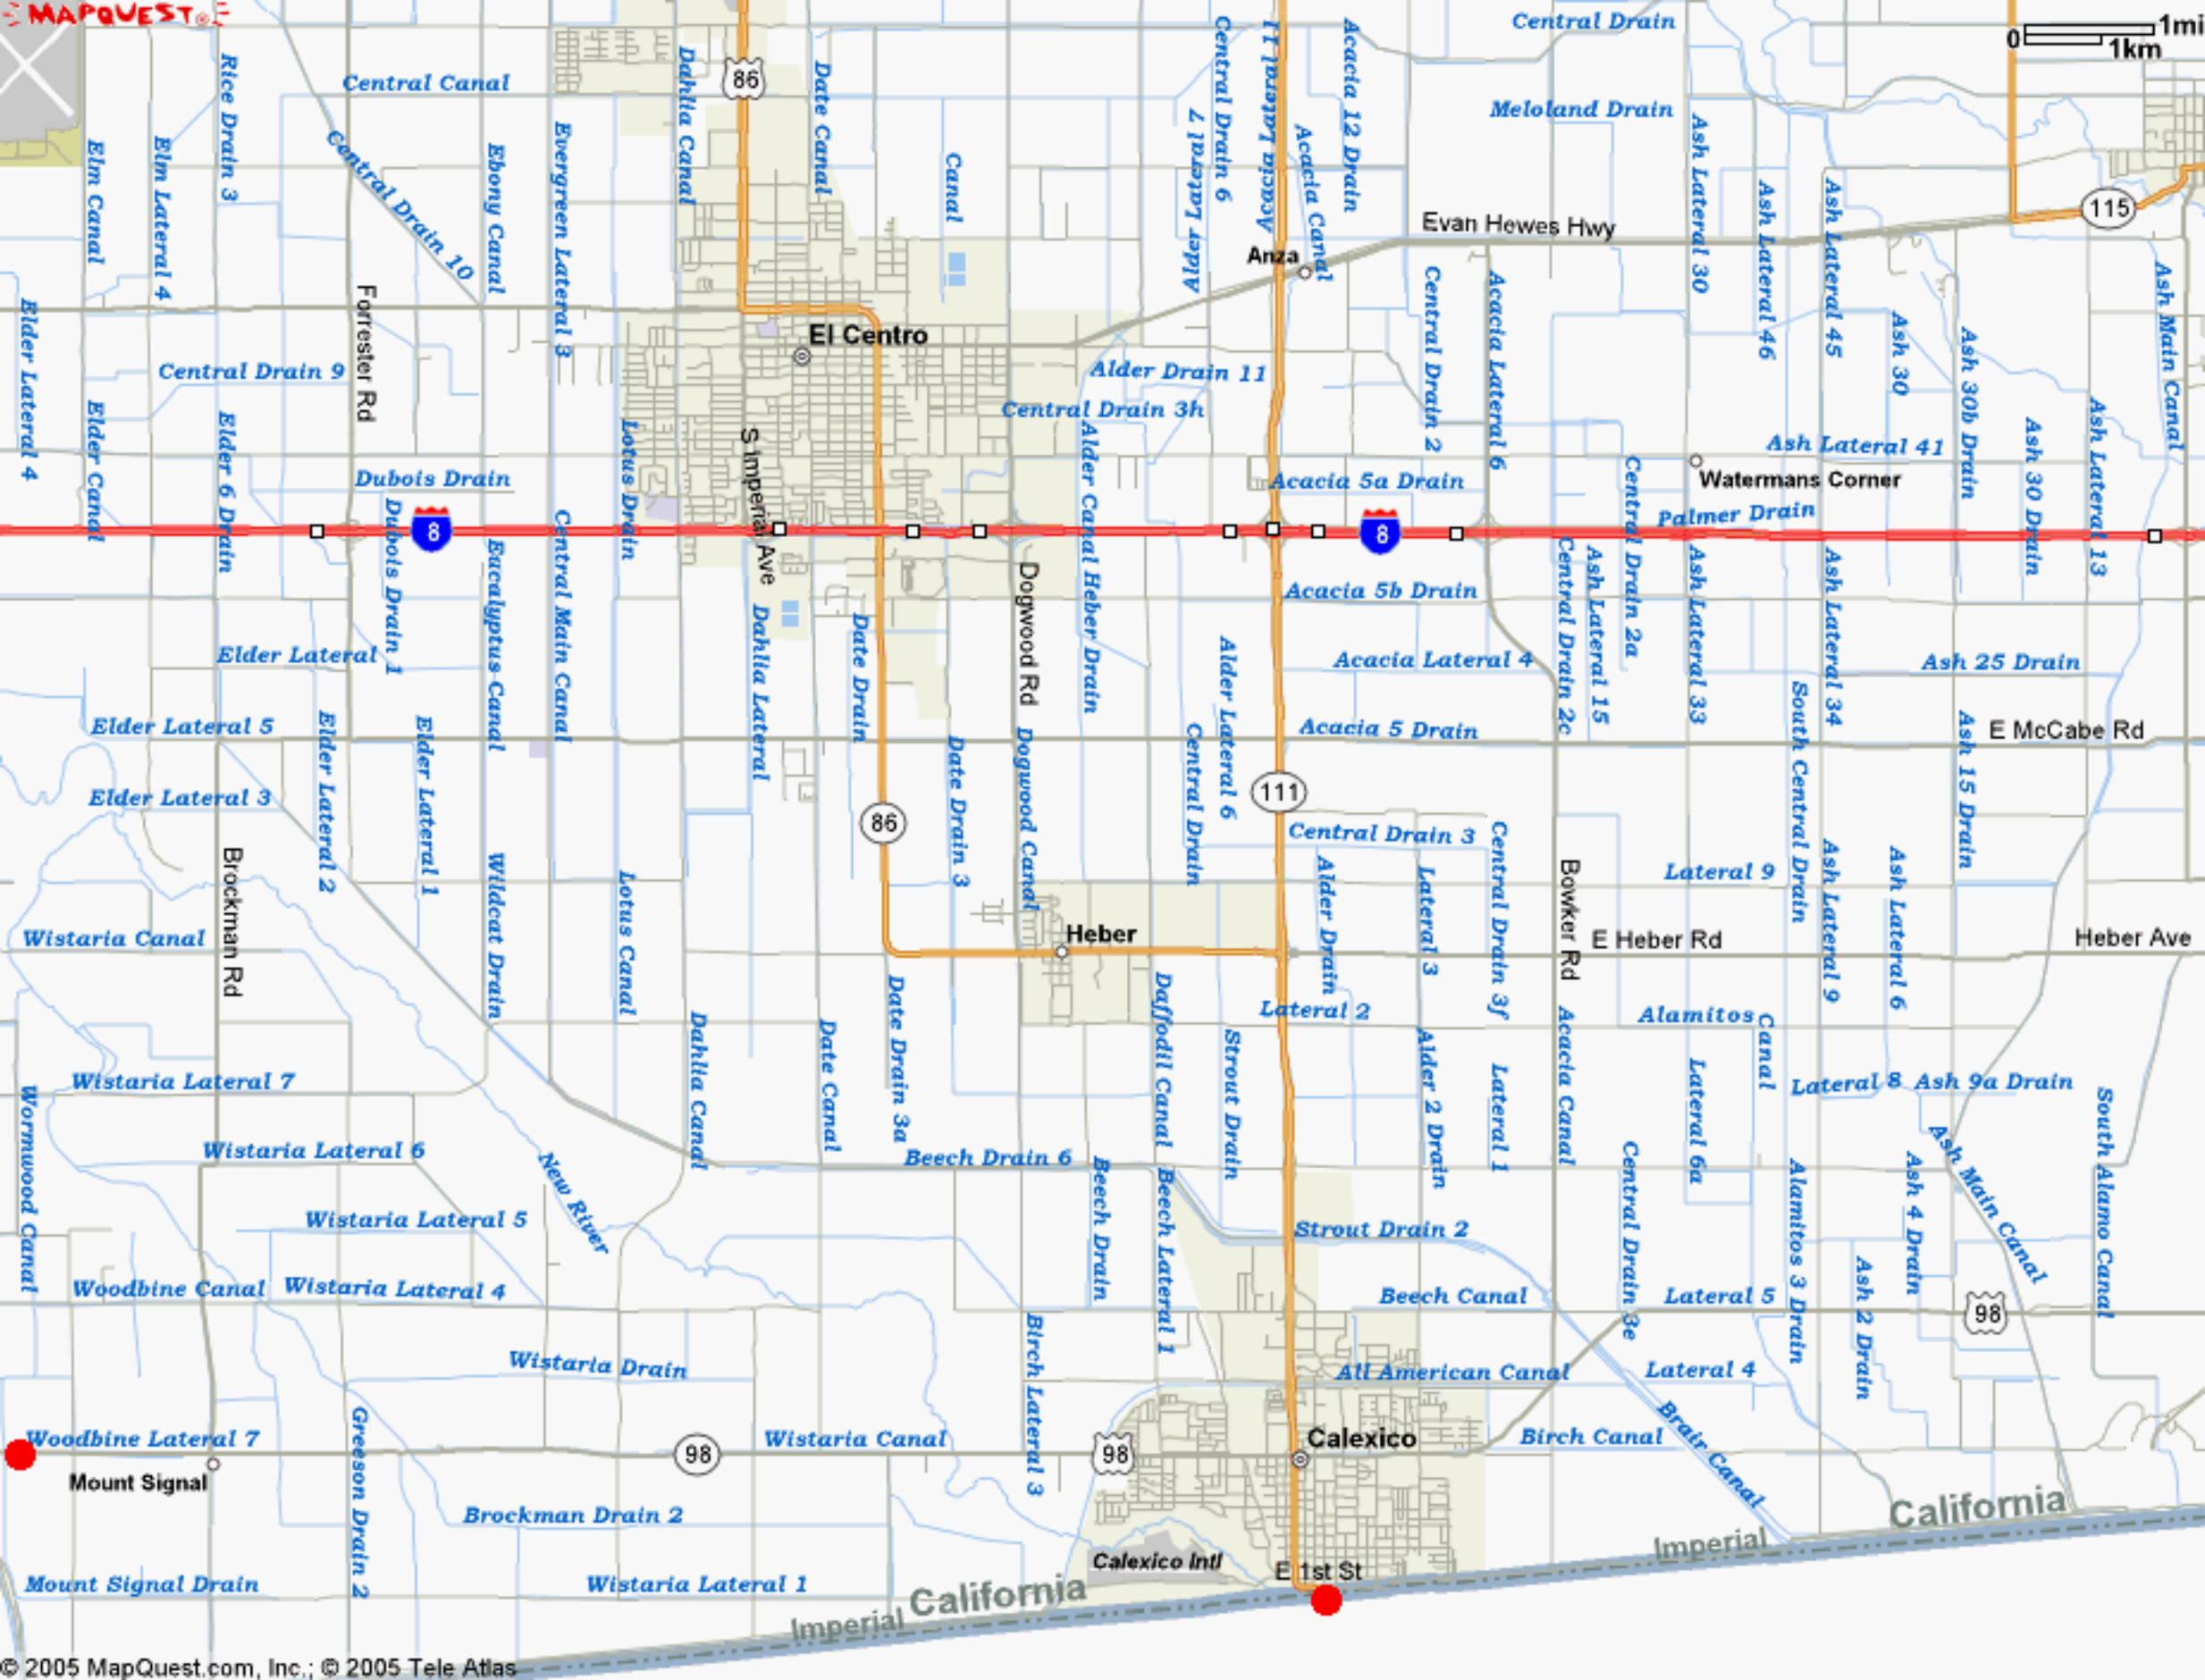 MAPQUEST®
Central Drain
0 1mi
1km
Rice Drain 3
Central Canal
Dahlia Canal
86
Date Canal
Central Drain 6
Acacia Lateral 11
Acacia 12 Drain
Meloland Drain
Elm Canal
Elm Lateral 4
Central Drain 10
Ebony Canal
Evergreen Lateral 3
Canal
Alder Lateral 7
Acacia Canal
Ash Lateral 30
Ash Lateral 46
Ash Lateral 45
115
Evan Hewes Hwy
Anza
Elder Lateral 4
Forrester Rd
El Centro
Central Drain 2
Acacia Lateral 6
Ash 30
Ash 30b Drain
Ash Main Canal
Central Drain 9
Alder Drain 11
Central Drain 3h
Elder Canal
Elder 6 Drain
Lotus Drain
S Imperial Ave
Alder Canal Heber Drain
Ash Lateral 41
Ash 30 Drain
Ash Lateral 13
Dubois Drain
Acacia 5a Drain
Central Drain 2a
Watermans Corner
Palmer Drain
8
8
Dubois Drain 1
Eucalyptus Canal
Central Main Canal
Dogwood Rd
Acacia 5b Drain
Central Drain 2c
Ash Lateral 15
Ash Lateral 33
Ash Lateral 34
Dahlia Lateral
Date Drain
Elder Lateral
Alder Lateral 6
Acacia Lateral 4
Ash 25 Drain
South Central Drain
Elder Lateral 5
Elder Lateral 2
Elder Lateral 1
Date Drain 3
Dogwood Canal
Central Drain
Acacia 5 Drain
Ash 15 Drain
E McCabe Rd
Elder Lateral 3
111
86
Central Drain 3
Central Drain 3f
Brockman Rd
Wildcat Drain
Lotus Canal
Alder Drain
Lateral 3
Bowker Rd
Lateral 9
Ash Lateral 9
Ash Lateral 6
Wistaria Canal
Heber
E Heber Rd
Heber Ave
Date Drain 3a
Daffodil Canal
Lateral 2
Alamitos Canal
Dahlia Canal
Date Canal
Strout Drain
Alder 2 Drain
Lateral 1
Acacia Canal
Lateral 6a
Wormwood Canal
Wistaria Lateral 7
Lateral 8
Ash 9a Drain
South Alamo Canal
Wistaria Lateral 6
New River
Beech Drain 6
Beech Drain
Beech Lateral 1
Central Drain 3e
Alamitos 3 Drain
Ash 4 Drain
Ash Main Canal
Wistaria Lateral 5
Strout Drain 2
Ash 2 Drain
Woodbine Canal
Wistaria Lateral 4
Beech Canal
Lateral 5
98
Birch Lateral 3
Wistaria Drain
All American Canal
Lateral 4
Greeson Drain 2
Brair Canal
Woodbine Lateral 7
98
Wistaria Canal
98
Calexico
Birch Canal
Mount Signal
Brockman Drain 2
California
Imperial
Calexico Intl
E 1st St
Mount Signal Drain
Wistaria Lateral 1
California
Imperial
© 2005 MapQuest.com, Inc.; © 2005 Tele Atlas